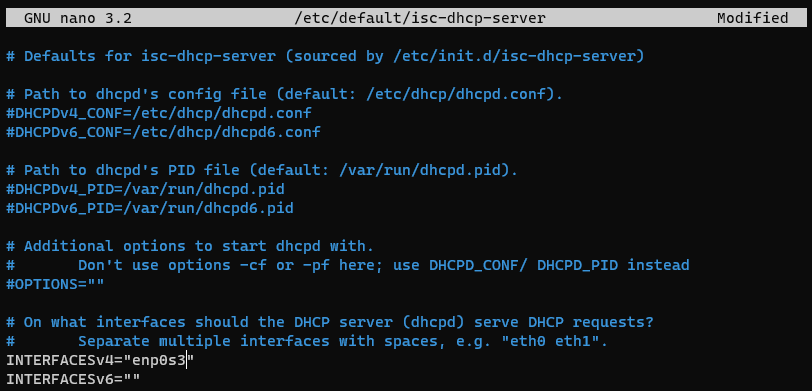 GNU nano 3.2 /etc/default/isc-dhcp-server Modified
# Defaults for isc-dhcp-server (sourced by /etc/init.d/isc-dhcp-server)
# Path to dhcpd's config file (default: /etc/dhcp/dhcpd.conf).
#DHCPDv4_CONF=/etc/dhcp/dhcpd.conf
#DHCPDv6_CONF=/etc/dhcp/dhcpd6.conf
# Path to dhcpd's PID file (default: /var/run/dhcpd.pid).
#DHCPDv4_PID=/var/run/dhcpd.pid
#DHCPDv6_PID=/var/run/dhcpd6.pid
# Additional options to start dhcpd with.
#       Don't use options -cf or -pf here; use DHCPD_CONF/ DHCPD_PID instead
#OPTIONS=""
# On what interfaces should the DHCP server (dhcpd) serve DHCP requests?
#       Separate multiple interfaces with spaces, e.g. "eth0 eth1".
INTERFACESv4="enp0s3"
INTERFACESv6=""